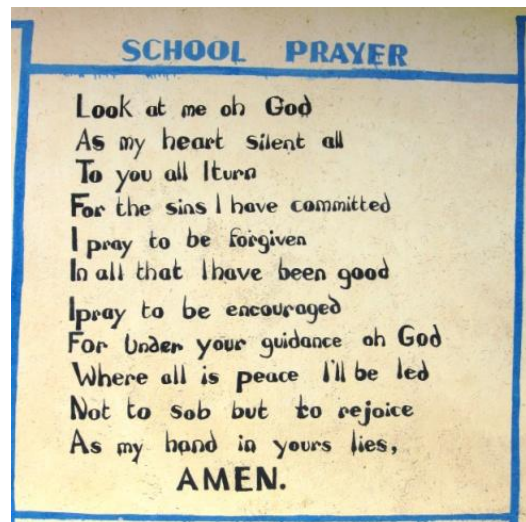 SCHOOL PRAYER
Look at me oh God
As my heart silent all
To you all I turn
For the sins I have committed
I pray to be forgiven
In all that I have been good
I pray to be encouraged
For Under your guidance oh God
Where all is peace I'll be led
Not to sob but to rejoice
As my hand in yours lies,
AMEN.